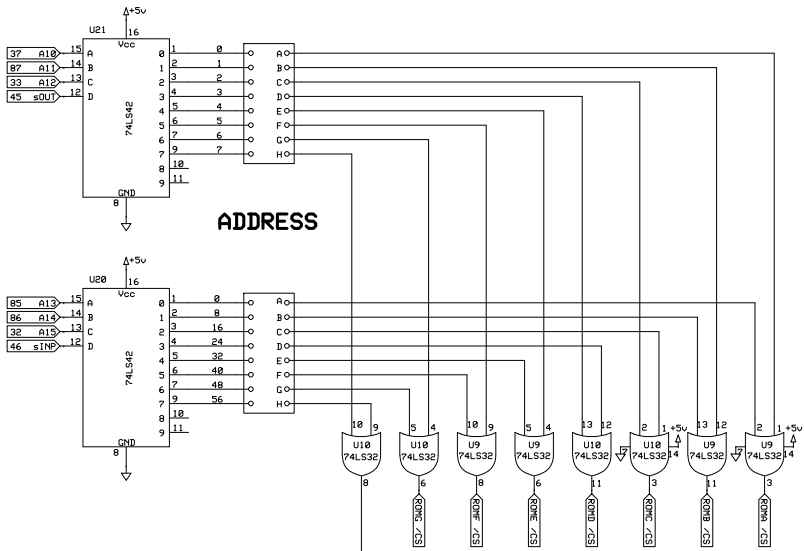 +5v
U21
16
Vcc
37 A10 15 A 0 1 0 A
87 A11 14 B 1 2 1 B
33 A12 13 C 2 3 2 C
45 sOUT 12 D 3 4 3 D
74LS42
4 5 4 E
5 6 5 F
6 7 6 G
7 9 7 H
8 10
9 11
GND
8
ADDRESS
+5v
U20
16
Vcc
85 A13 15 A 0 1 0 A
86 A14 14 B 1 2 8 B
32 A15 13 C 2 3 16 C
46 sINP 12 D 3 4 24 D
74LS42
4 5 32 E
5 6 40 F
6 7 48 G
7 9 56 H
8 10
9 11
GND
8
10 9 5 4 10 9 5 4 13 12 2 1 +5v 13 12 2 1 +5v
U10 U10 U9 U9 U10 U10 U9 U9
74LS32 74LS32 74LS32 74LS32 74LS32 7 74LS32 14 74LS32 7 74LS32 14
8 6 8 6 11 3 11 3
ROMG /CS
ROMF /CS
ROME /CS
ROMD /CS
ROMC /CS
ROMB /CS
ROMA /CS